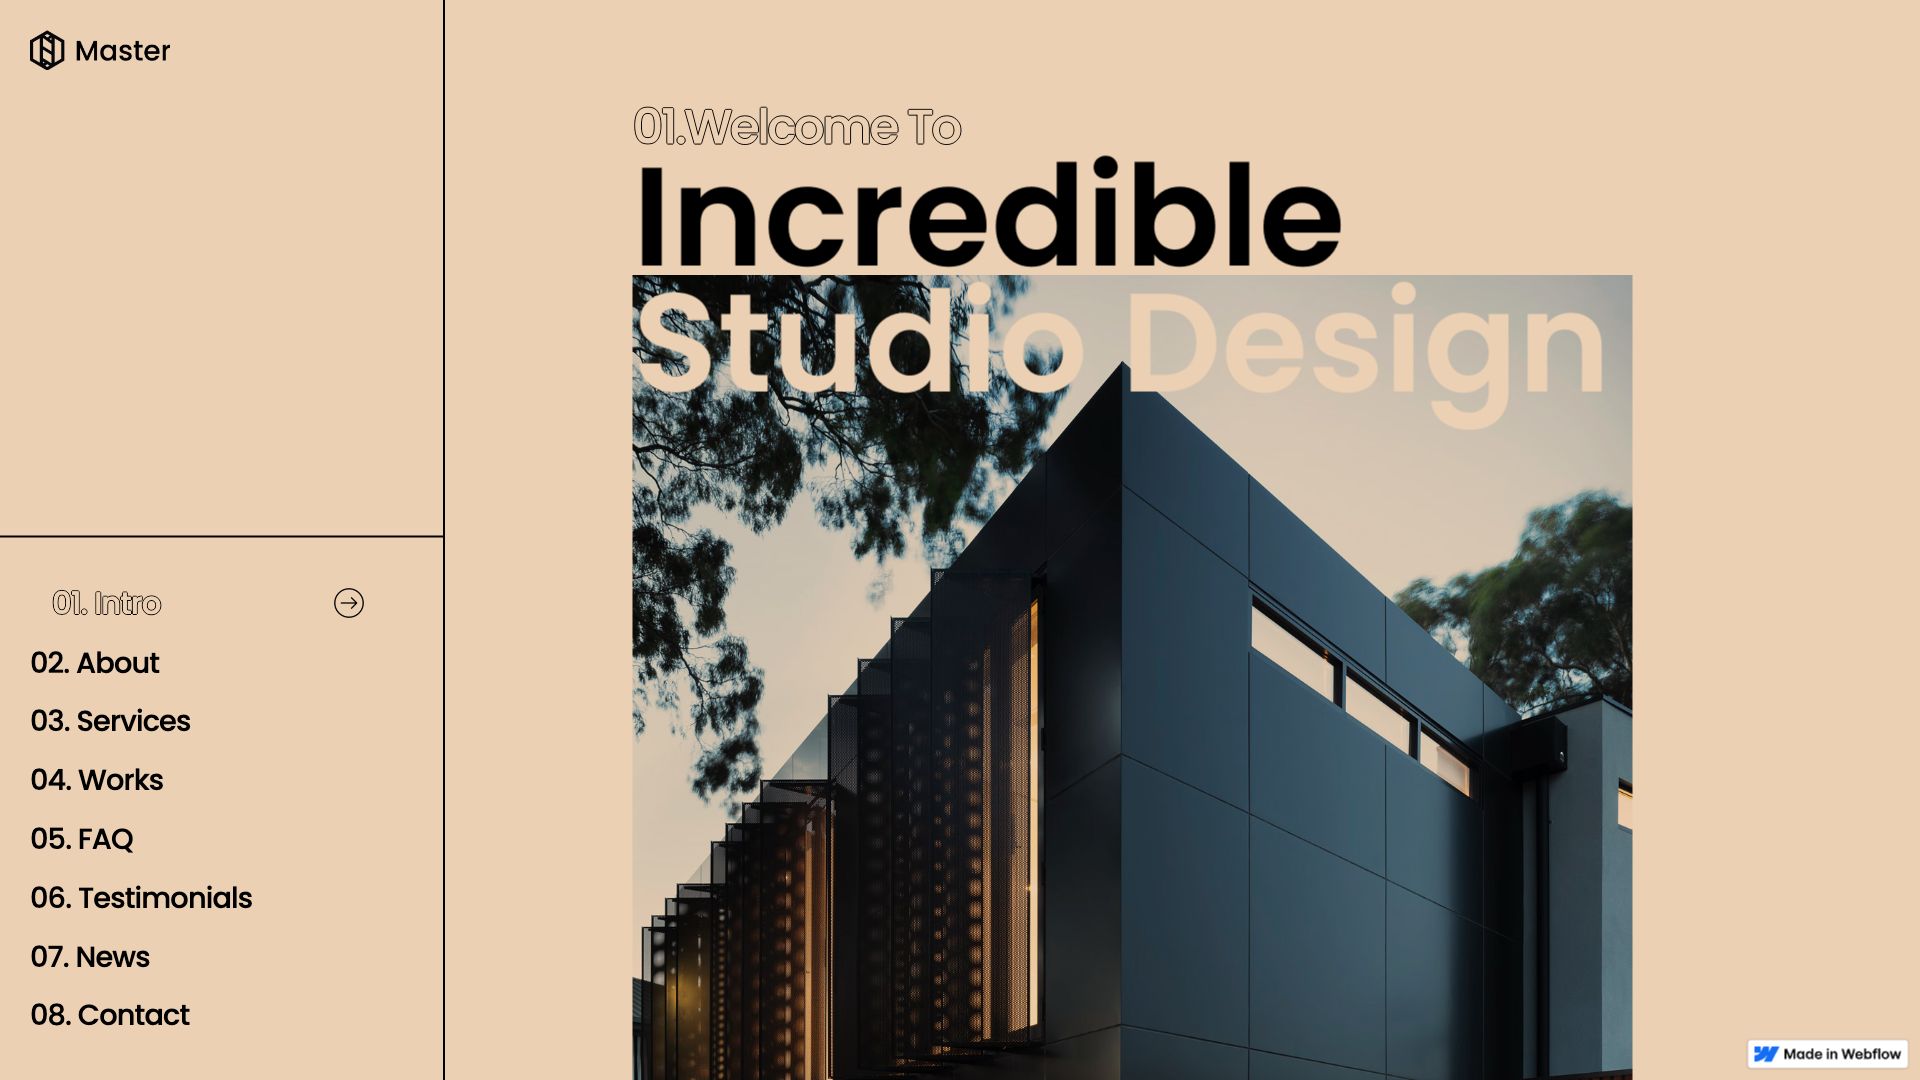 Master
01. Intro
02. About
03. Services
04. Works
05. FAQ
06. Testimonials
07. News
08. Contact
01.Welcome To
Incredible
Studio Design
Made in Webflow